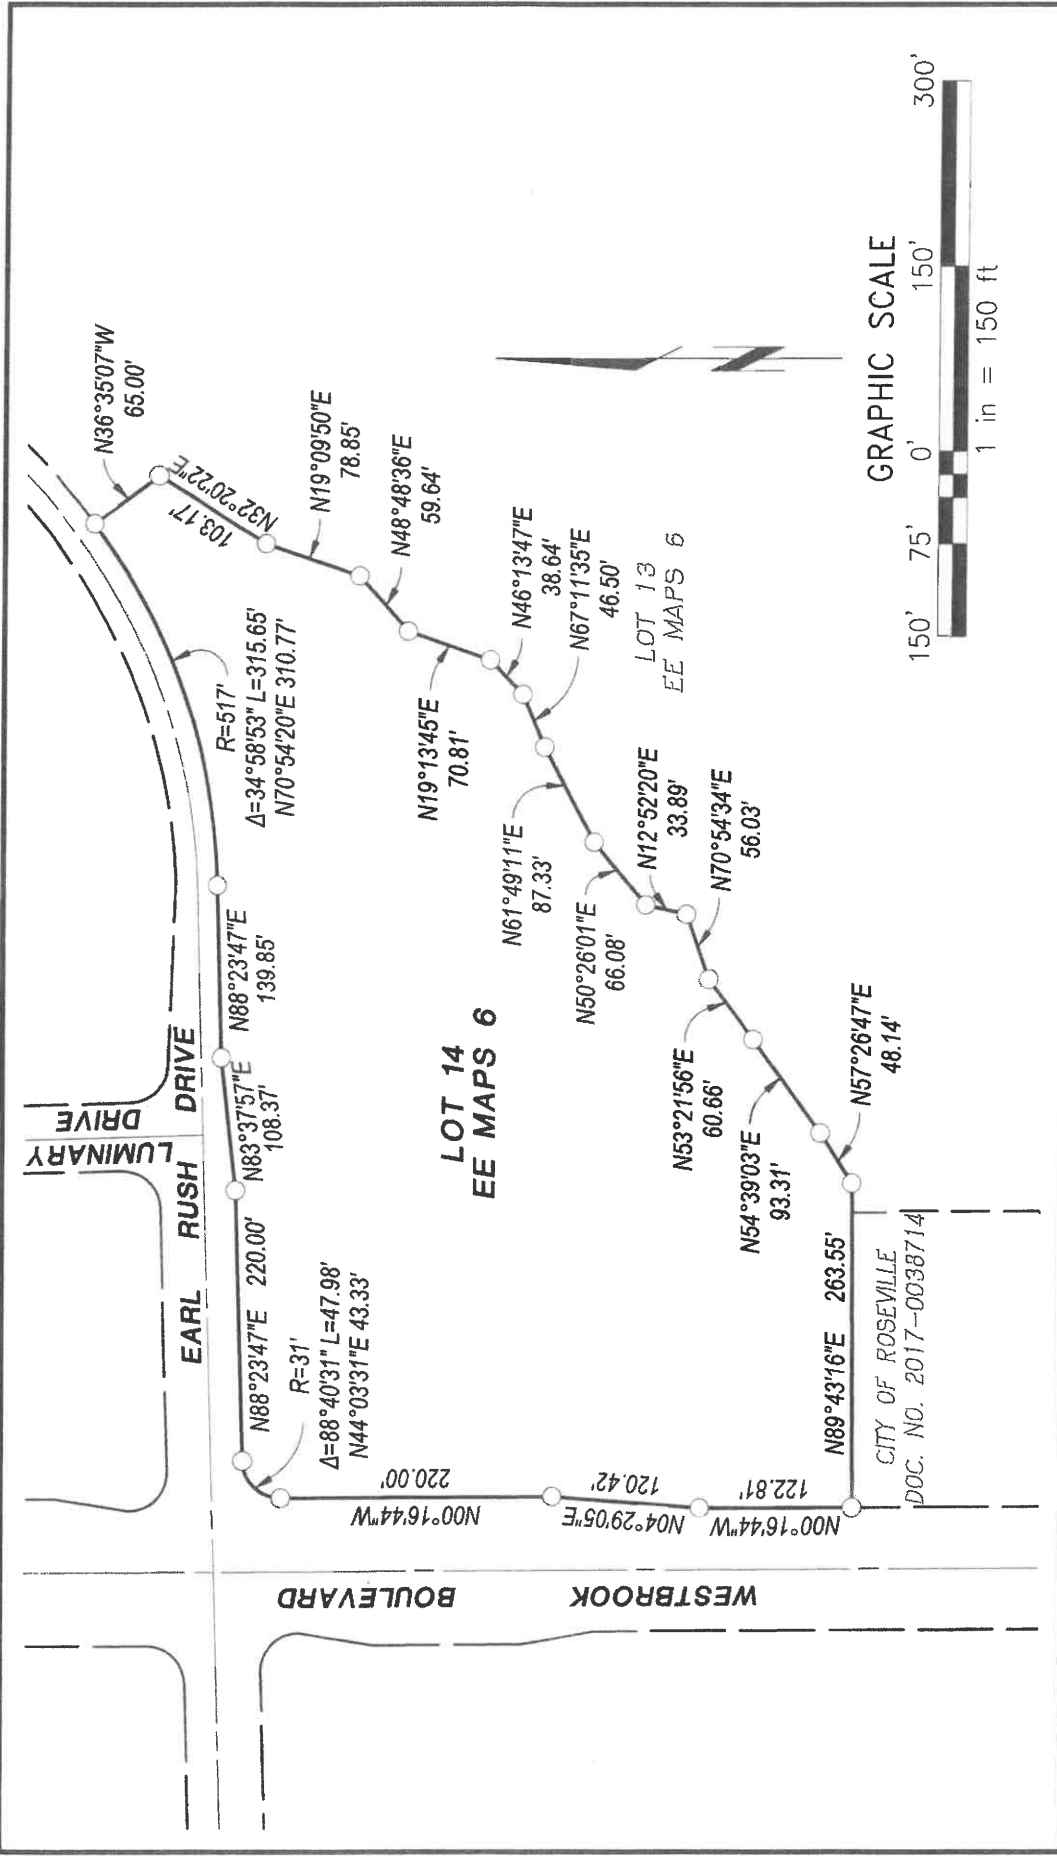 LUMINARY
DRIVE
EARL RUSH DRIVE
N36°35'07"W
65.00'
N32°20'22"E
103.17'
N19°09'50"E
78.85'
N48°48'36"E
59.64'
N19°13'45"E
70.81'
N46°13'47"E
38.64'
N67°11'35"E
46.50'
LOT 13
EE MAPS 6
R=517'
Δ=34°58'53" L=315.65'
N70°54'20"E 310.77'
N88°23'47"E
139.85'
N83°37'57"E
108.37'
N88°23'47"E 220.00'
R=31'
Δ=88°40'31" L=47.98'
N44°03'31"E 43.33'
LOT 14
EE MAPS 6
N61°49'11"E
87.33'
N50°26'01"E
66.08'
N12°52'20"E
33.89'
N70°54'34"E
56.03'
N53°21'56"E
60.66'
N54°39'03"E
93.31'
N57°26'47"E
48.14'
N00°16'44"W
220.00'
N04°29'05"E
120.42'
N00°16'44"W
122.81'
N89°43'16"E 263.55'
WESTBROOK BOULEVARD
CITY OF ROSEVILLE
DOC. NO. 2017-0038714
N
GRAPHIC SCALE
150' 75' 0' 150' 300'
1 in = 150 ft